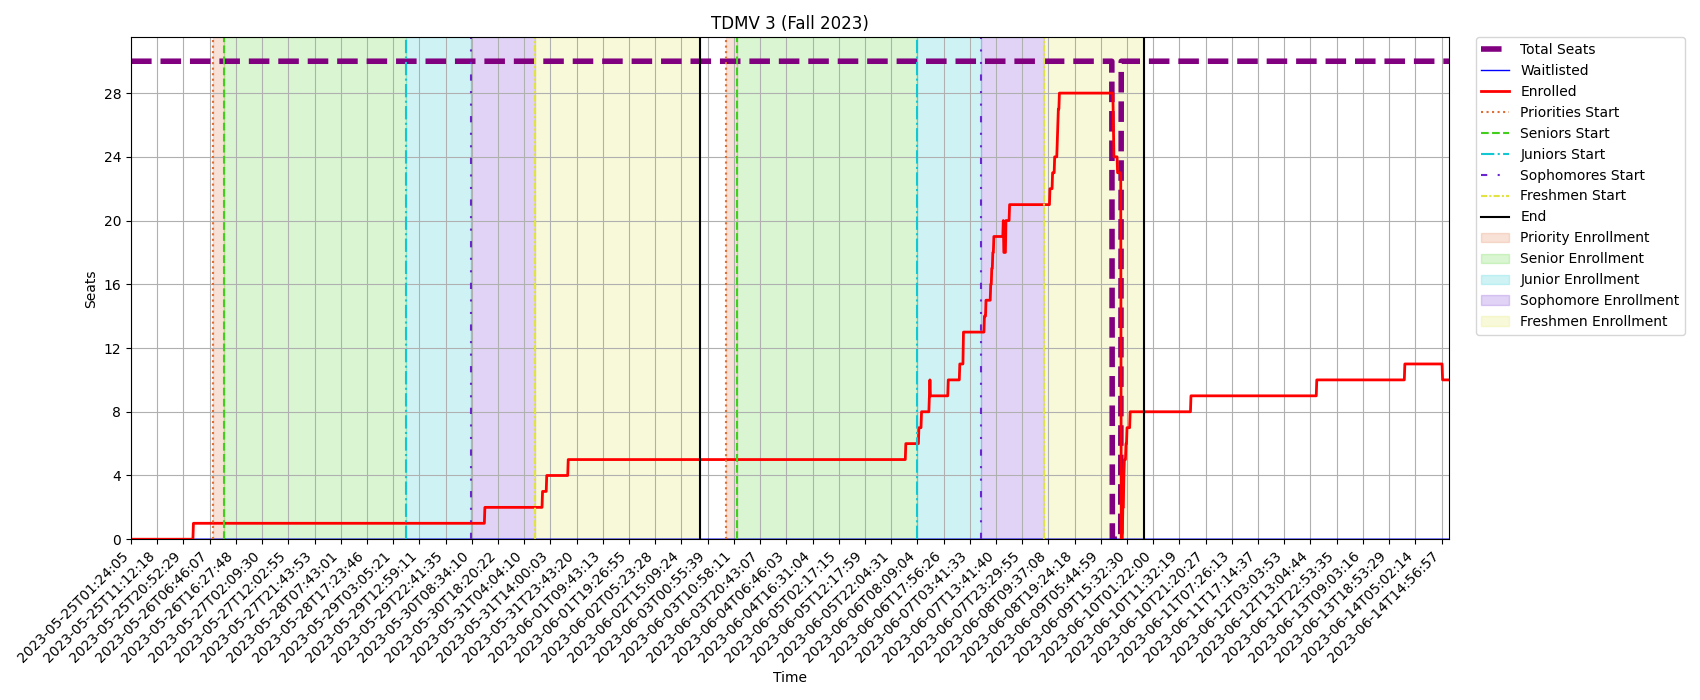 TDMV 3 (Fall 2023)
Seats
28
24
20
16
12
8
4
0
2023-05-25T01:24:05
2023-05-25T11:12:18
2023-05-25T20:52:29
2023-05-26T06:46:07
2023-05-26T16:27:48
2023-05-27T02:09:30
2023-05-27T12:02:55
2023-05-27T21:43:53
2023-05-28T07:43:01
2023-05-28T17:23:46
2023-05-29T03:05:21
2023-05-29T12:59:11
2023-05-29T22:41:35
2023-05-30T08:34:10
2023-05-30T18:20:22
2023-05-31T04:04:10
2023-05-31T14:00:03
2023-05-31T23:43:20
2023-06-01T09:43:13
2023-06-01T19:26:55
2023-06-02T05:23:28
2023-06-02T15:09:24
2023-06-03T00:55:39
2023-06-03T10:58:11
2023-06-03T20:43:07
2023-06-04T06:46:03
2023-06-04T16:31:04
2023-06-05T02:17:15
2023-06-05T12:17:59
2023-06-05T22:04:31
2023-06-06T08:09:04
2023-06-06T17:56:26
2023-06-07T03:41:33
2023-06-07T13:41:40
2023-06-07T23:29:55
2023-06-08T09:37:08
2023-06-08T19:24:18
2023-06-09T05:44:59
2023-06-09T15:32:30
2023-06-10T01:22:00
2023-06-10T11:32:19
2023-06-10T21:20:27
2023-06-11T07:26:13
2023-06-11T17:14:37
2023-06-12T03:03:53
2023-06-12T13:04:44
2023-06-12T22:53:35
2023-06-13T09:03:16
2023-06-13T18:53:29
2023-06-14T05:02:14
2023-06-14T14:56:57
Time
Total Seats
Waitlisted
Enrolled
Priorities Start
Seniors Start
Juniors Start
Sophomores Start
Freshmen Start
End
Priority Enrollment
Senior Enrollment
Junior Enrollment
Sophomore Enrollment
Freshmen Enrollment